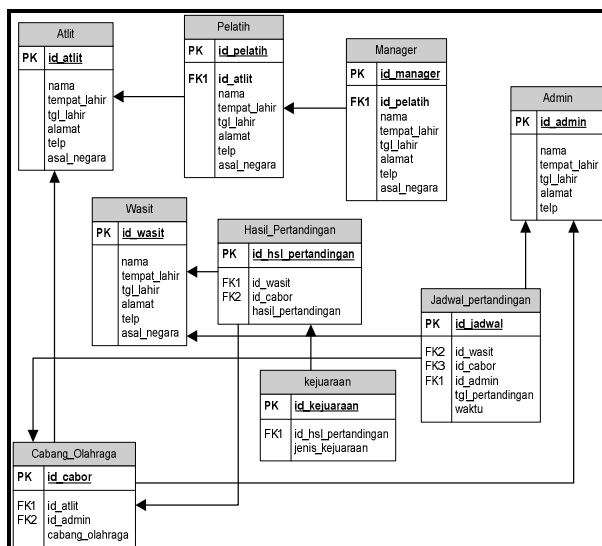 Atlit
PK id_atlit
nama
tempat_lahir
tgl_lahir
alamat
telp
asal_negara
Pelatih
PK id_pelatih
FK1 id_atlit
nama
tempat_lahir
tgl_lahir
alamat
telp
asal_negara
Manager
PK id_manager
FK1 id_pelatih
nama
tempat_lahir
tgl_lahir
alamat
telp
asal_negara
Admin
PK id_admin
nama
tempat_lahir
tgl_lahir
alamat
telp
Wasit
PK id_wasit
nama
tempat_lahir
tgl_lahir
alamat
telp
asal_negara
Hasil_Pertandingan
PK id_hsl_pertandingan
FK1 id_wasit
FK2 id_cabor
hasil_pertandingan
Jadwal_pertandingan
PK id_jadwal
FK2 id_wasit
FK3 id_cabor
FK1 id_admin
tgl_pertandingan
waktu
kejuaraan
PK id_kejuaraan
FK1 id_hsl_pertandingan
jenis_kejuaraan
Cabang_Olahraga
PK id_cabor
FK1 id_atlit
FK2 id_admin
cabang_olahraga